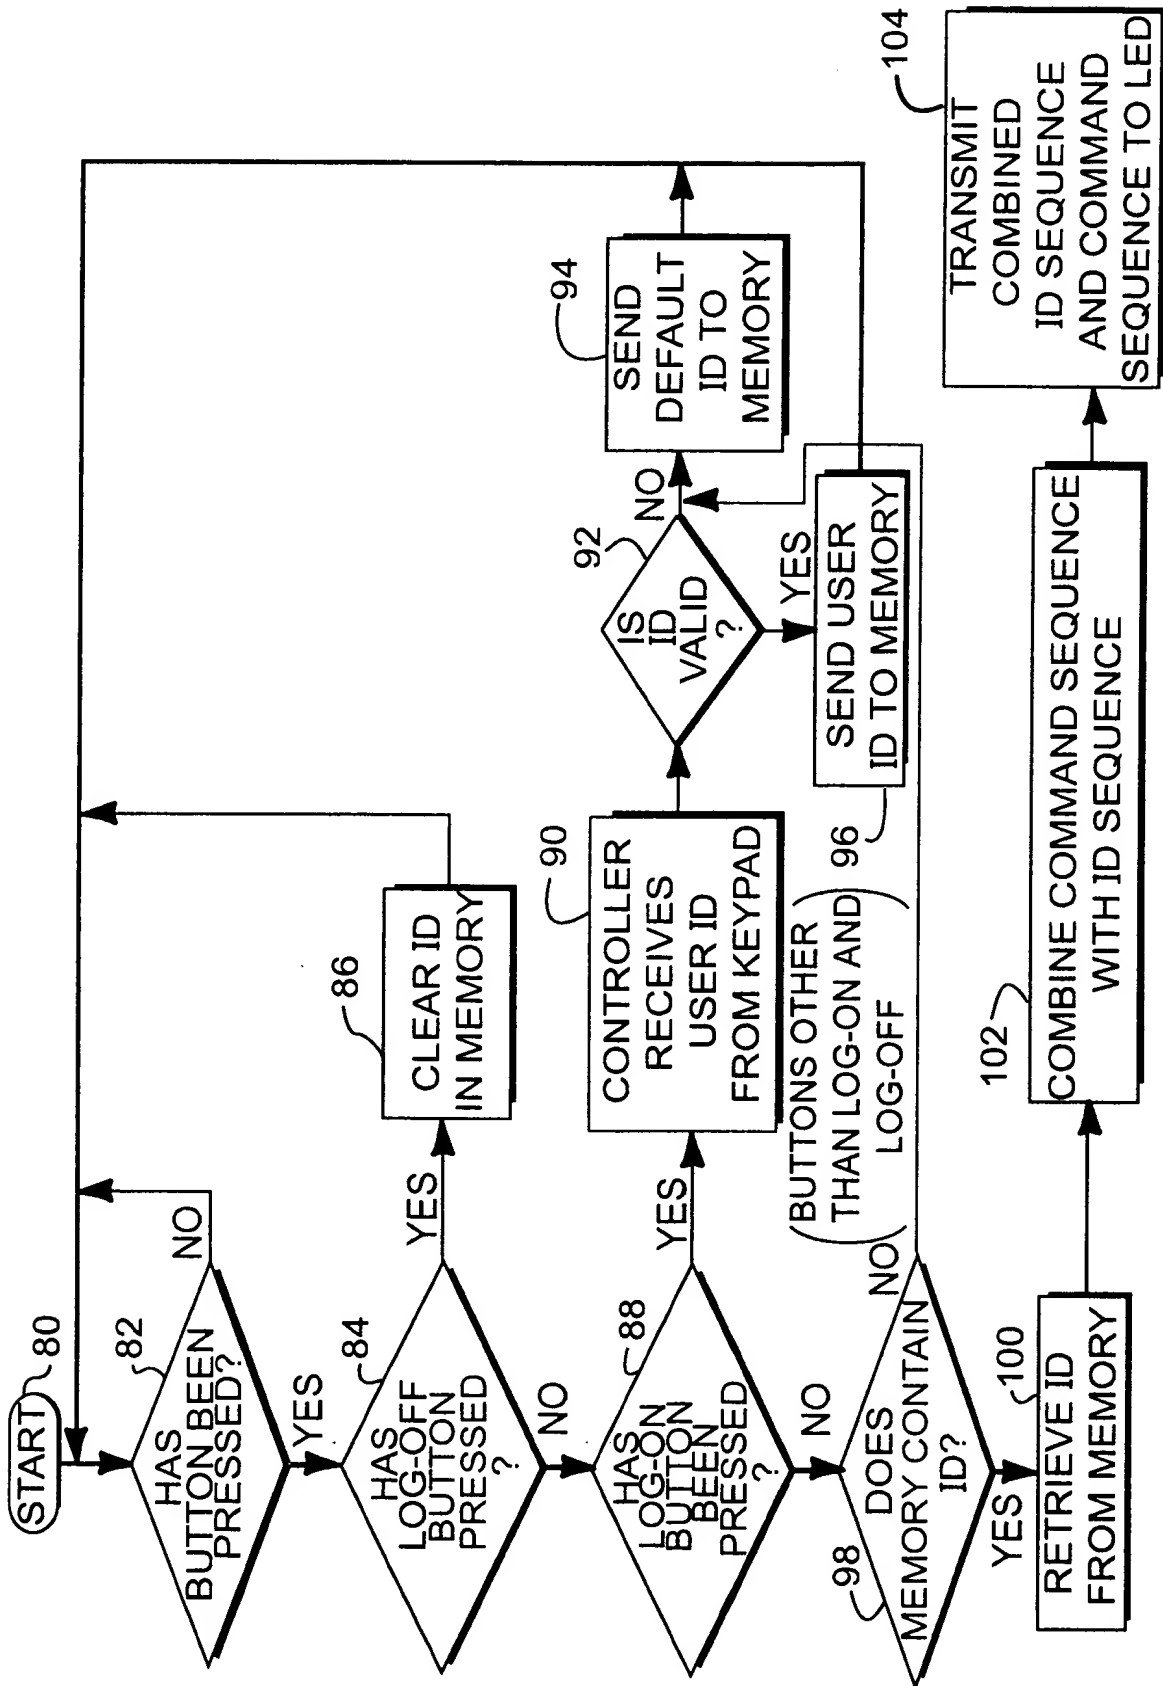 START
80
HAS
BUTTON BEEN
PRESSED?
82
NO
YES
HAS
LOG-OFF
BUTTON
PRESSED
?
84
YES
CLEAR ID
IN MEMORY
86
NO
HAS
LOG-ON
BUTTON
BEEN
PRESSED
?
88
YES
CONTROLLER
RECEIVES
USER ID
FROM KEYPAD
90
IS
ID
VALID
?
92
NO
SEND
DEFAULT
ID TO
MEMORY
94
YES
SEND USER
ID TO MEMORY
96
NO
(BUTTONS OTHER
THAN LOG-ON AND
LOG-OFF)
DOES
MEMORY CONTAIN
ID?
98
NO
YES
RETRIEVE ID
FROM MEMORY
100
COMBINE COMMAND SEQUENCE
WITH ID SEQUENCE
102
TRANSMIT
COMBINED
ID SEQUENCE
AND COMMAND
SEQUENCE TO LED
104